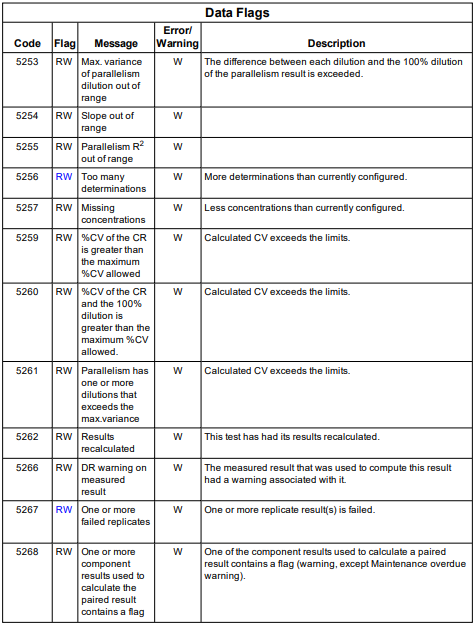 Data Flags
Code Flag Message Error/ Warning Description
5253 RW Max. variance W The difference between each dilution and the 100% dilution
of parallelism of the parallelism result is exceeded.
dilution out of
range
5254 RW Slope out of W
range
5255 RW Parallelism R2 W
out of range
5256 RW Too many W More determinations than currently configured.
determinations
5257 RW Missing W Less concentrations than currently configured.
concentrations
5259 RW %CV of the CR W Calculated CV exceeds the limits.
is greater than
the maximum
%CV allowed
5260 RW %CV of the CR W Calculated CV exceeds the limits.
and the 100%
dilution is
greater than the
maximum %CV
allowed.
5261 RW Parallelism has W Calculated CV exceeds the limits.
one or more
dilutions that
exceeds the
max.variance
5262 RW Results W This test has had its results recalculated.
recalculated
5266 RW DR warning on W The measured result that was used to compute this result
measured had a warning associated with it.
result
5267 RW One or more W One or more replicate result(s) is failed.
failed replicates
5268 RW One or more W One of the component results used to calculate a paired
component result contains a flag (warning, except Maintenance overdue
results used to warning).
calculate the
paired result
contains a flag